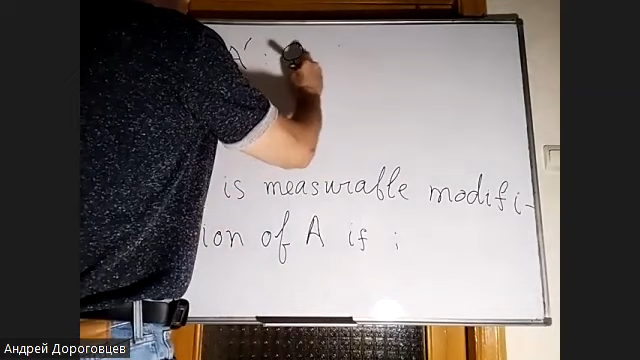 A' :
is measurable modifi-
ion of A if :
Андрей Дороговцев